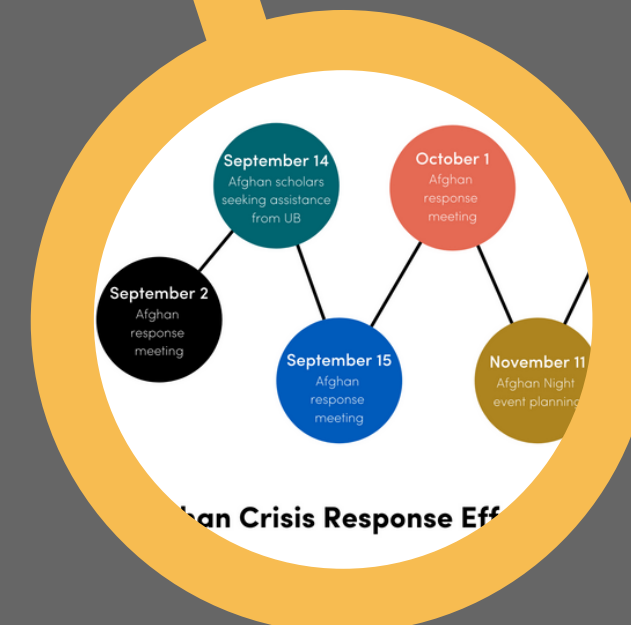 September 14
Afghan scholars
seeking assistance
from UB
October 1
Afghan
response
meeting
September 2
Afghan
response
meeting
September 15
Afghan
response
meeting
November 11
Afghan Night
event planning
Crisis Response